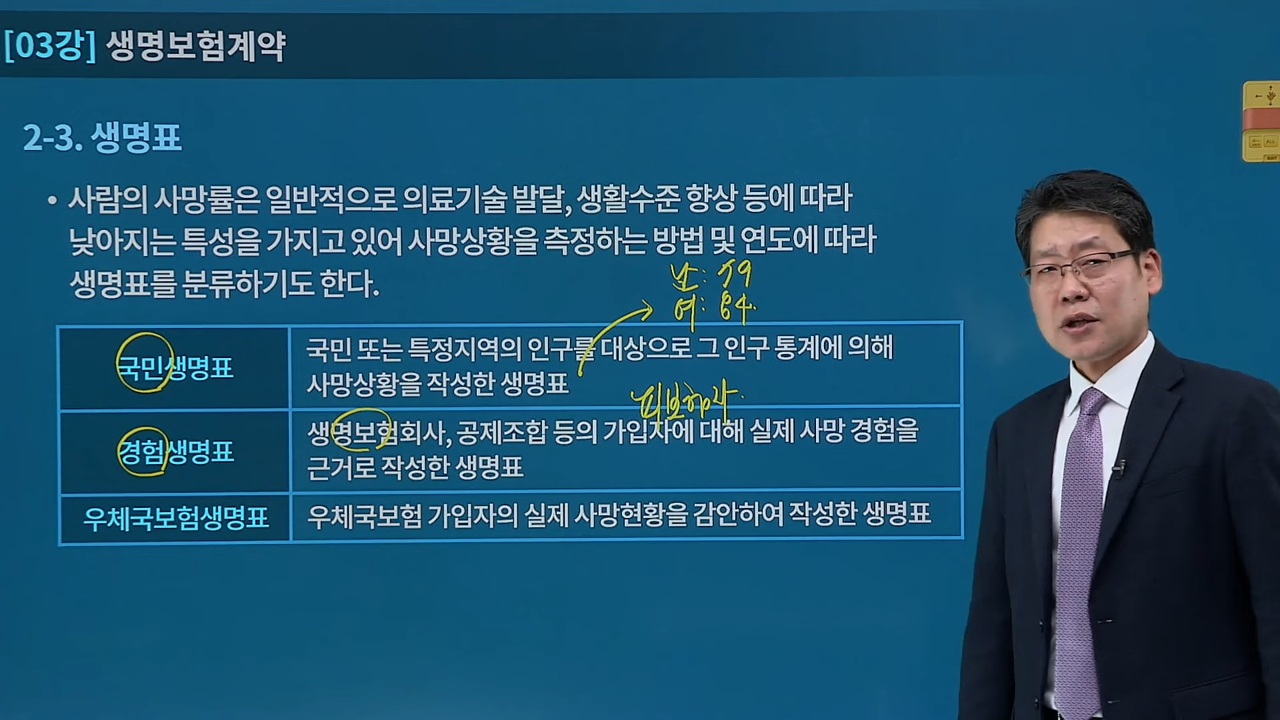 [03강] 생명보험계약
2-3. 생명표
• 사람의 사망률은 일반적으로 의료기술 발달, 생활수준 향상 등에 따라
낮아지는 특성을 가지고 있어 사망상황을 측정하는 방법 및 연도에 따라
생명표를 분류하기도 한다.
남: 79
여: 84.
국민생명표
국민 또는 특정지역의 인구를 대상으로 그 인구 통계에 의해
사망상황을 작성한 생명표
피보험자.
경험생명표
생명보험회사, 공제조합 등의 가입자에 대해 실제 사망 경험을
근거로 작성한 생명표
우체국보험생명표
우체국보험 가입자의 실제 사망현황을 감안하여 작성한 생명표